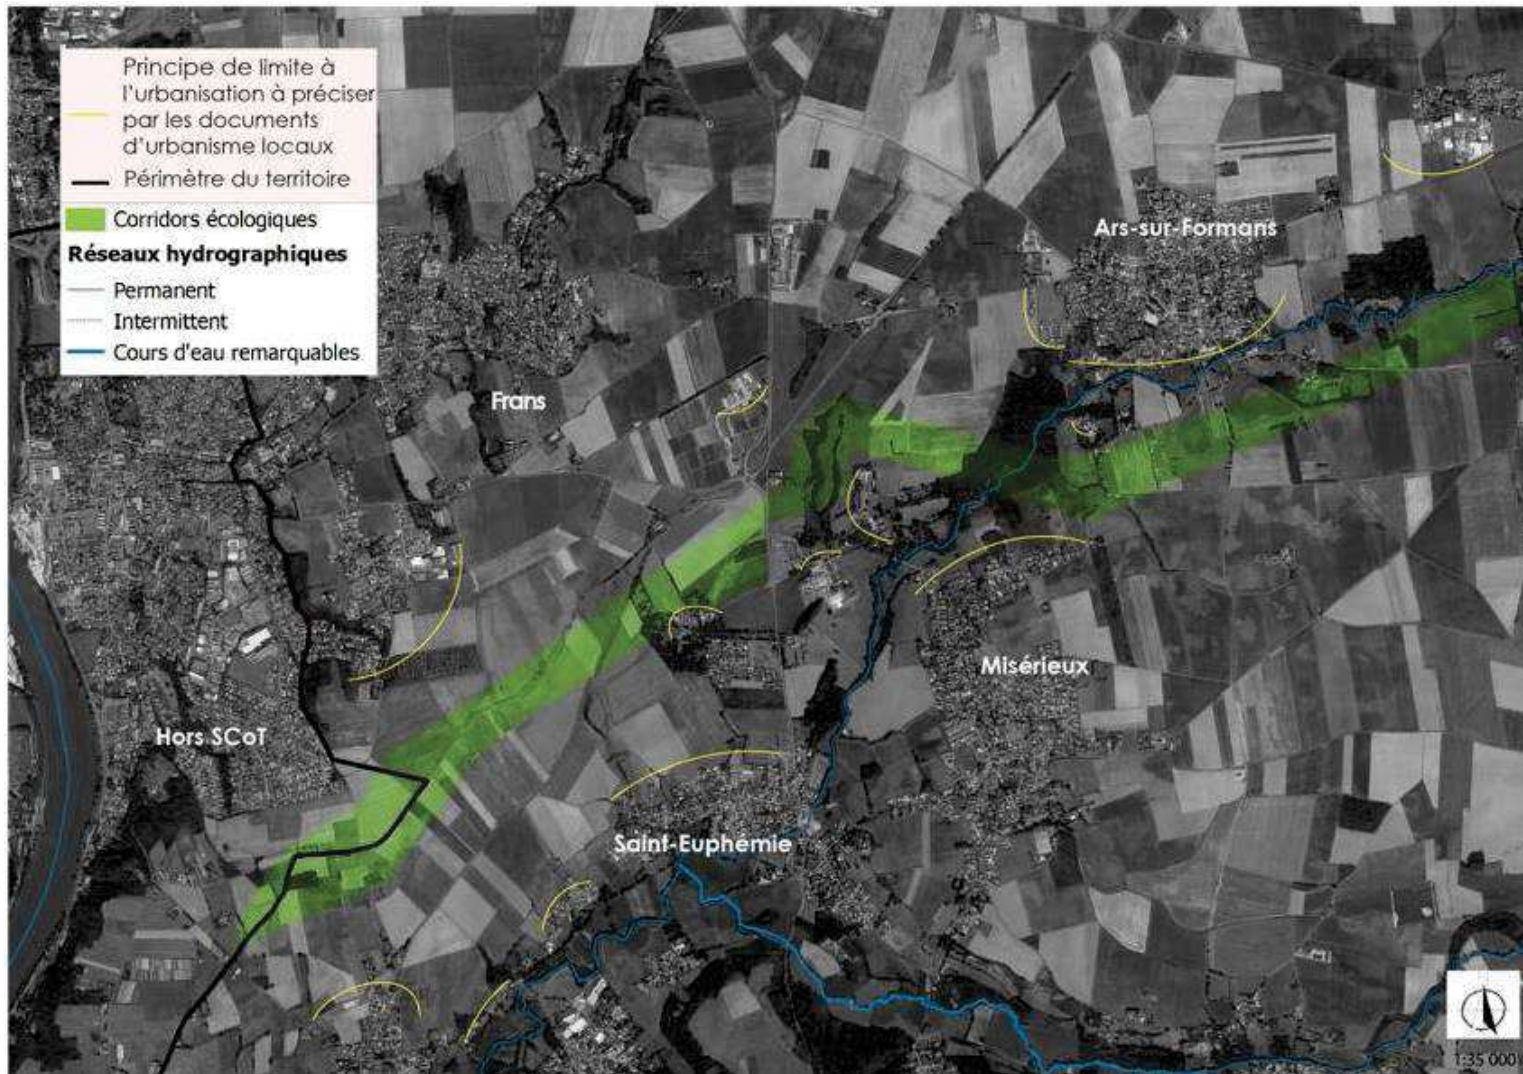 Principe de limite à
l'urbanisation à préciser
par les documents
d'urbanisme locaux
Périmètre du territoire
Corridors écologiques
Réseaux hydrographiques
Permanent
Intermittent
Cours d'eau remarquables
Ars-sur-Formans
Frans
Misérieux
Hors SCoT
Saint-Euphémie
1:35 000